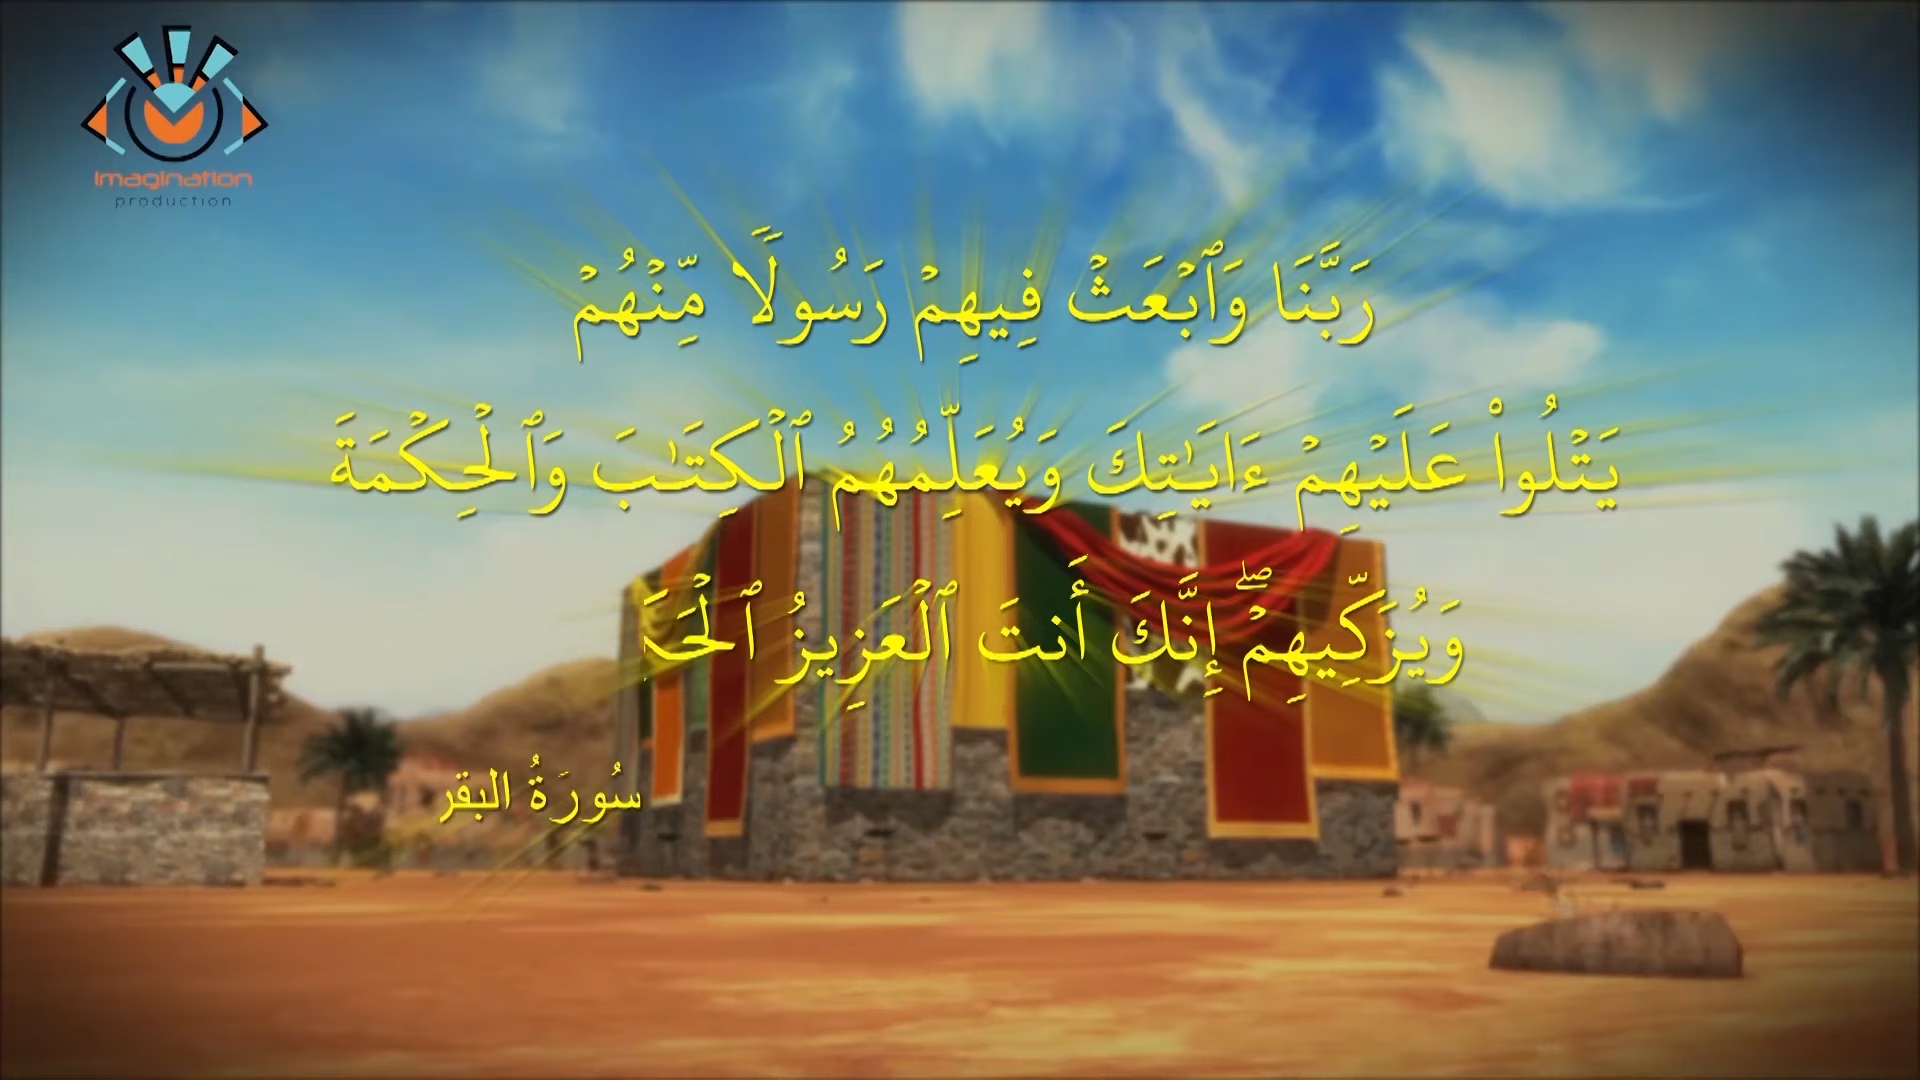 Imagination
production
رَبَّنَا وَٱبۡعَثۡ فِيهِمۡ رَسُولٗا مِّنۡهُمۡ
يَتۡلُواْ عَلَيۡهِمۡ ءَايَٰتِكَ وَيُعَلِّمُهُمُ ٱلۡكِتَٰبَ وَٱلۡحِكۡمَةَ
وَيُزَكِّيهِمۡۖ إِنَّكَ أَنتَ ٱلۡعَزِيزُ
سُورَةُ البقر